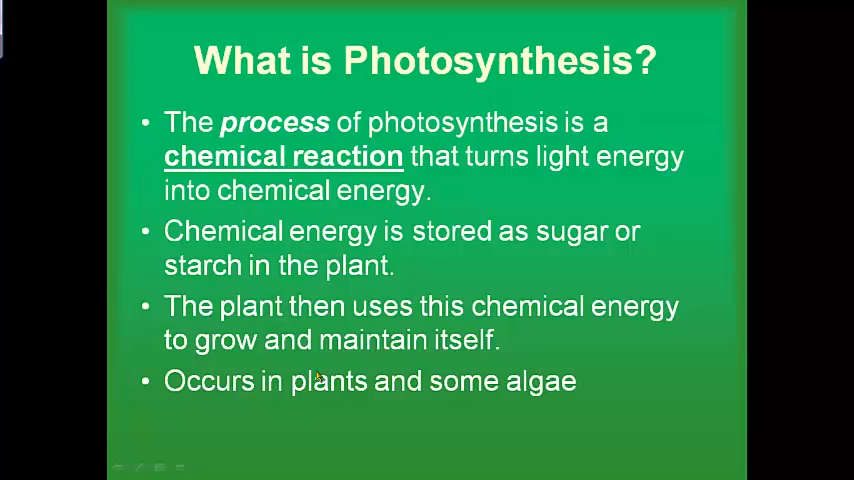 What is Photosynthesis?
• The process of photosynthesis is a
chemical reaction that turns light energy
into chemical energy.
• Chemical energy is stored as sugar or
starch in the plant.
• The plant then uses this chemical energy
to grow and maintain itself.
• Occurs in plants and some algae